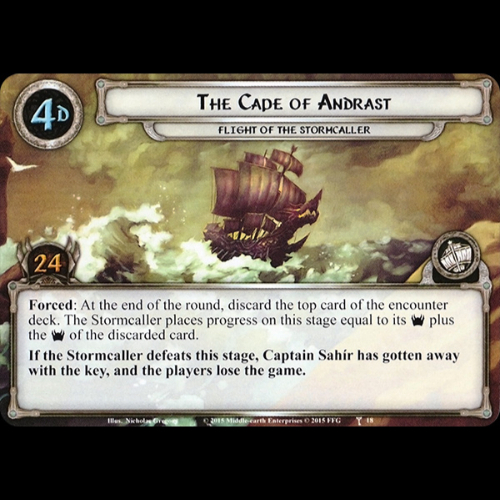 4D
THE CAPE OF ANDRAST
FLIGHT OF THE STORMCALLER
24
Forced: At the end of the round, discard the top card of the encounter
deck. The Stormcaller places progress on this stage equal to its plus
the of the discarded card.
If the Stormcaller defeats this stage, Captain Sahír has gotten away
with the key, and the players lose the game.
Illus. Nicholas Gregory © 2015 Middle-earth Enterprises © 2015 FFG 18